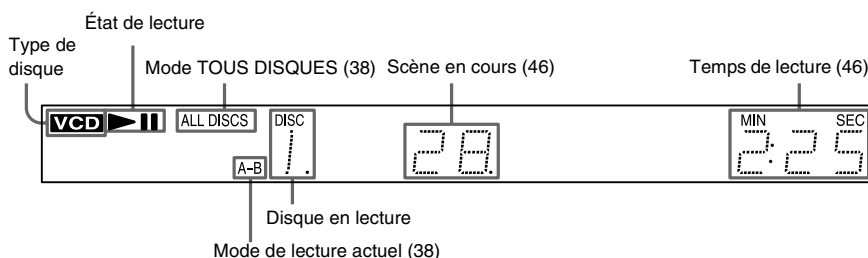 État de lecture
Type de
disque
Mode TOUS DISQUES (38)
Scène en cours (46)
Temps de lecture (46)
VCD
ALL DISCS
DISC
MIN
SEC
1.
28.
2:25
A-B
Disque en lecture
Mode de lecture actuel (38)